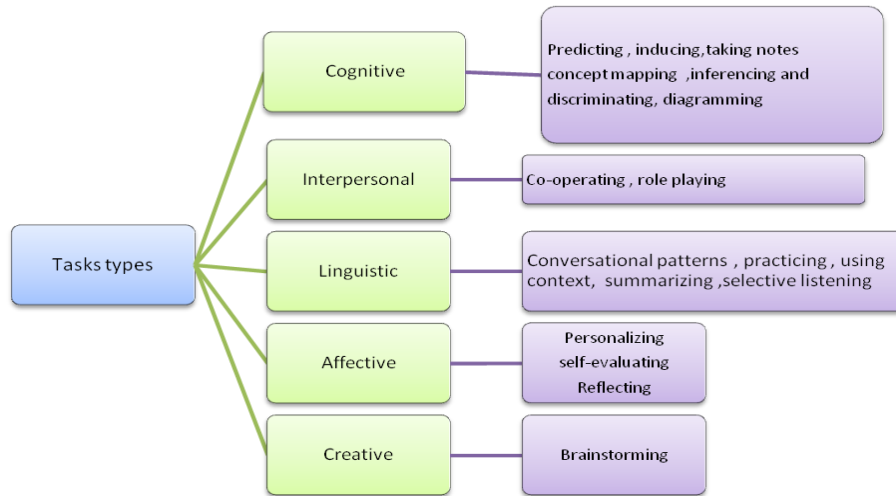 Tasks types
Cognitive
Predicting , inducing,taking notes
concept mapping ,inferencing and
discriminating, diagramming
Interpersonal
Co-operating , role playing
Linguistic
Conversational patterns , practicing , using
context, summarizing ,selective listening
Affective
Personalizing
self-evaluating
Reflecting
Creative
Brainstorming